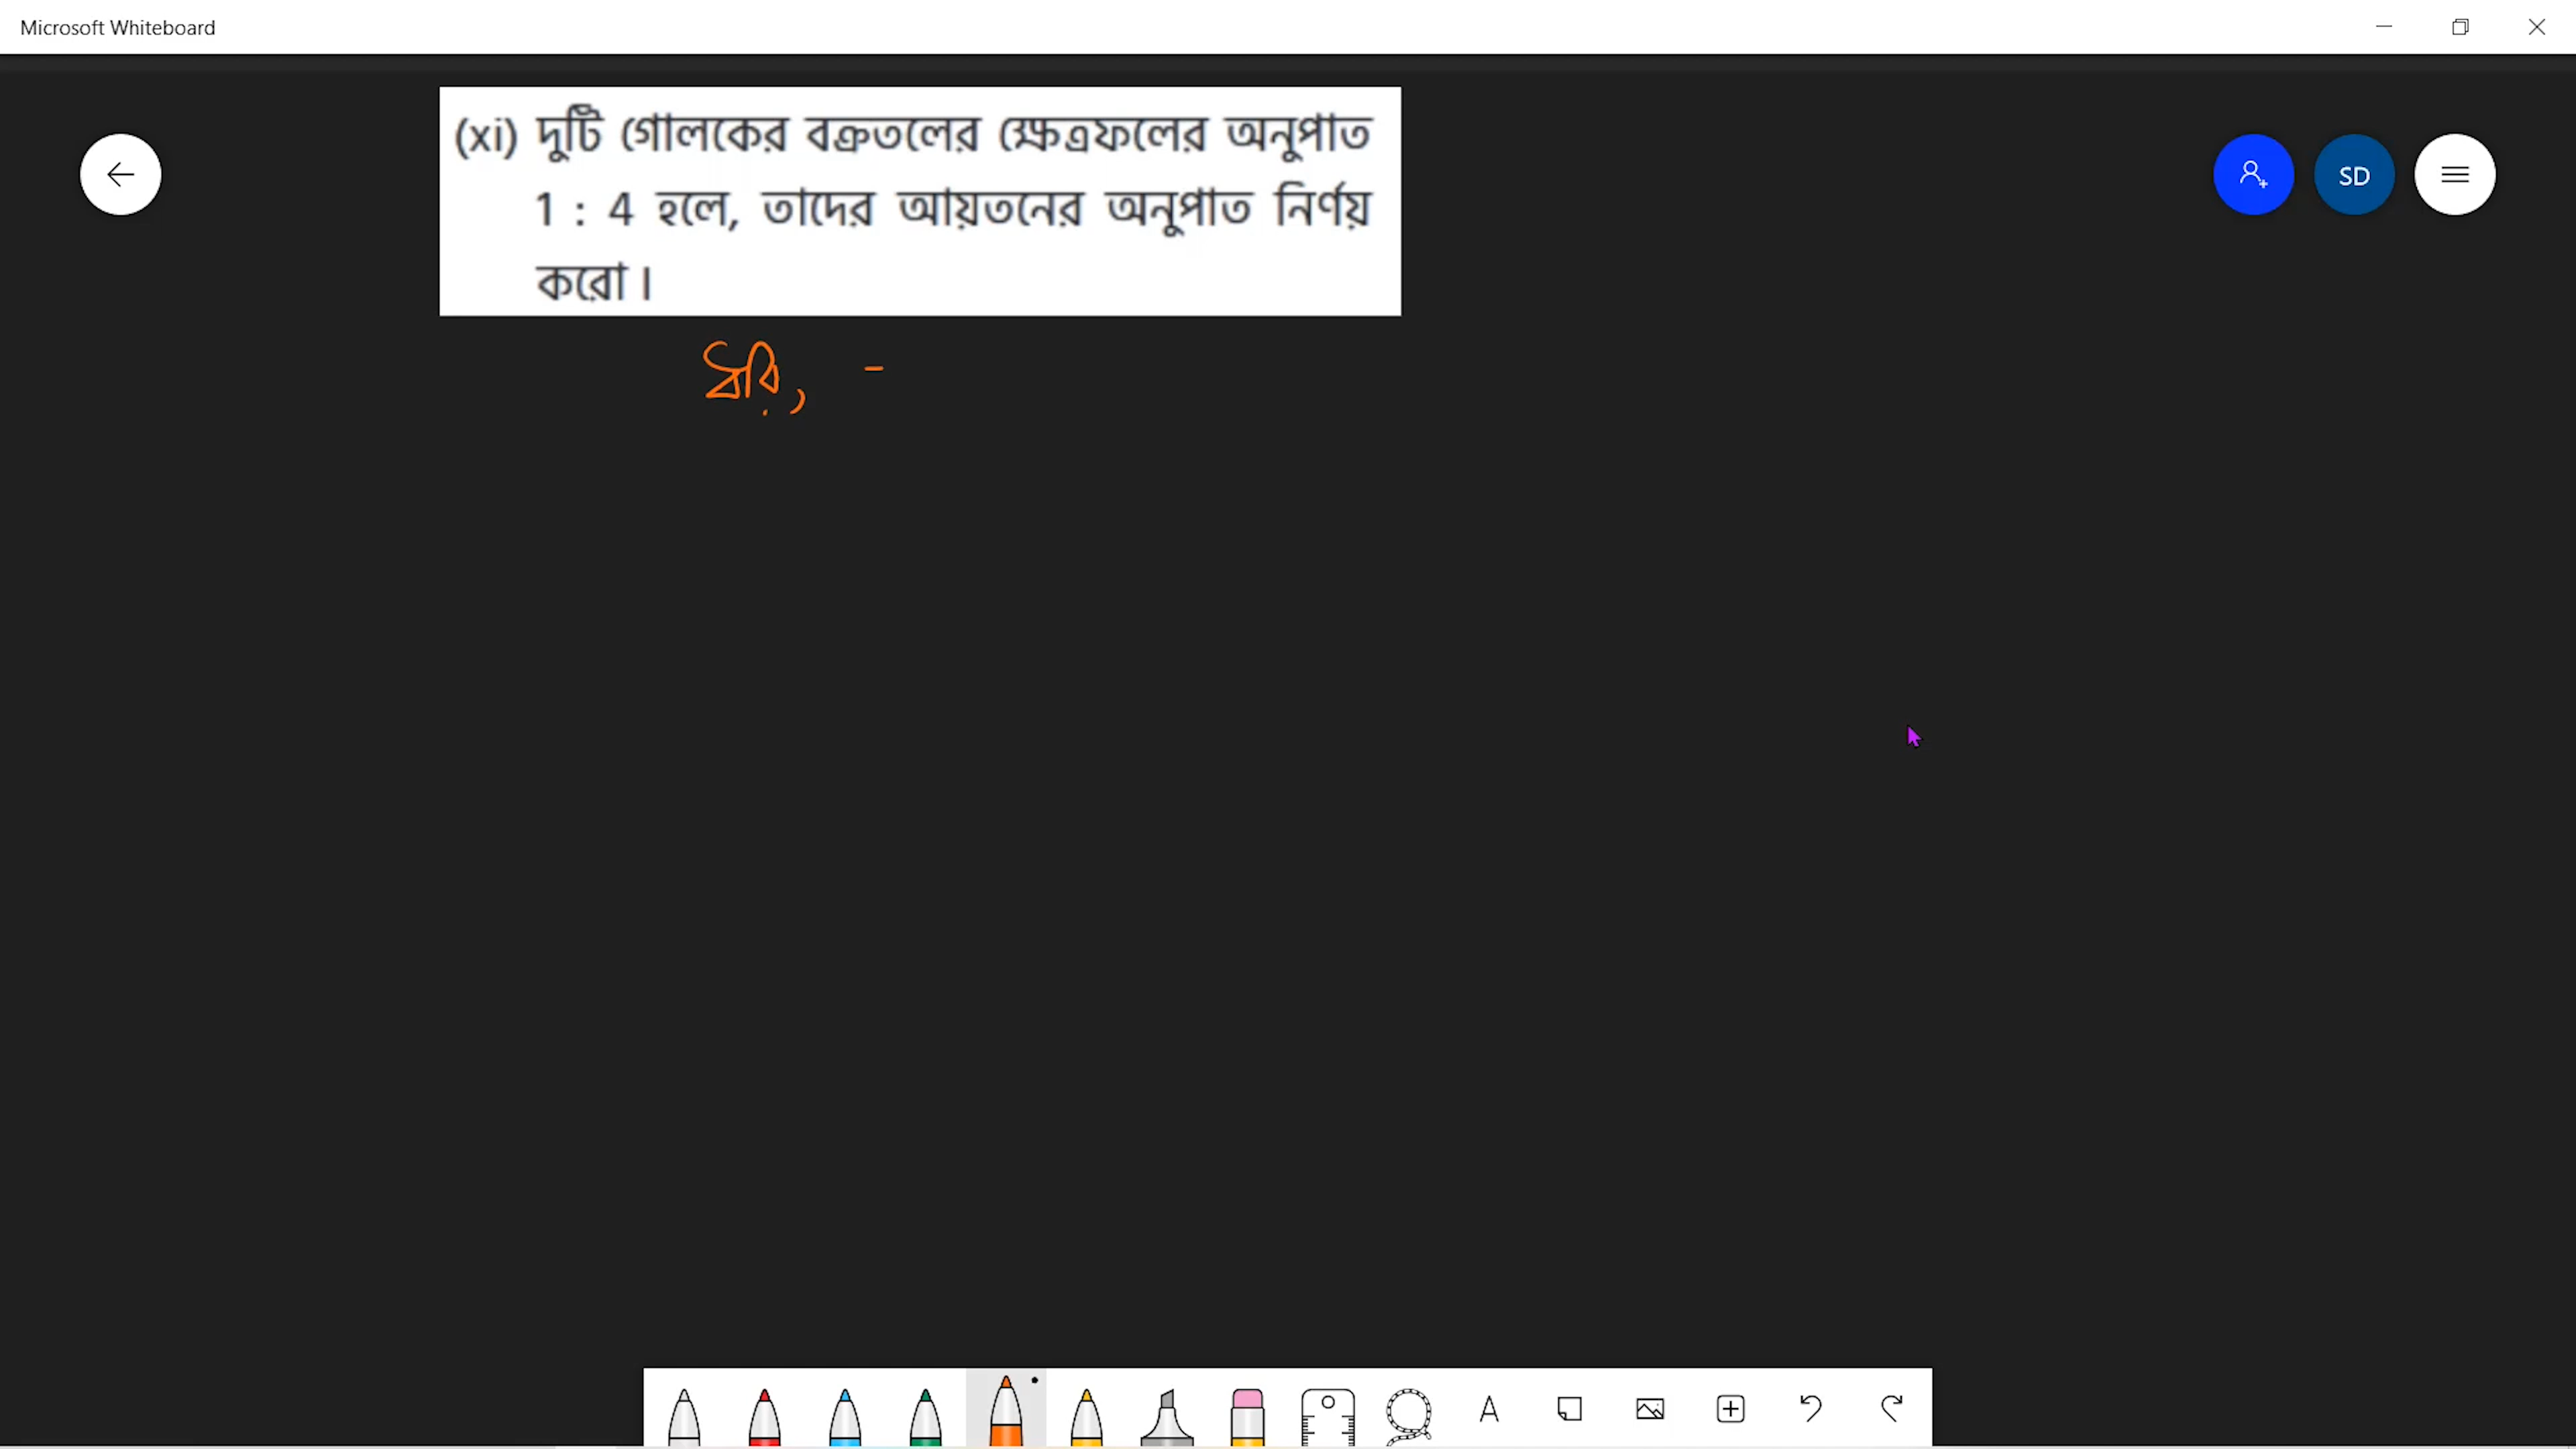 Microsoft Whiteboard
(xi) দুটি গোলকের বক্রতলের ক্ষেত্রফলের অনুপাত
1 : 4 হলে, তাদের আয়তনের অনুপাত নির্ণয়
করো।
SD
ধরি, -
A